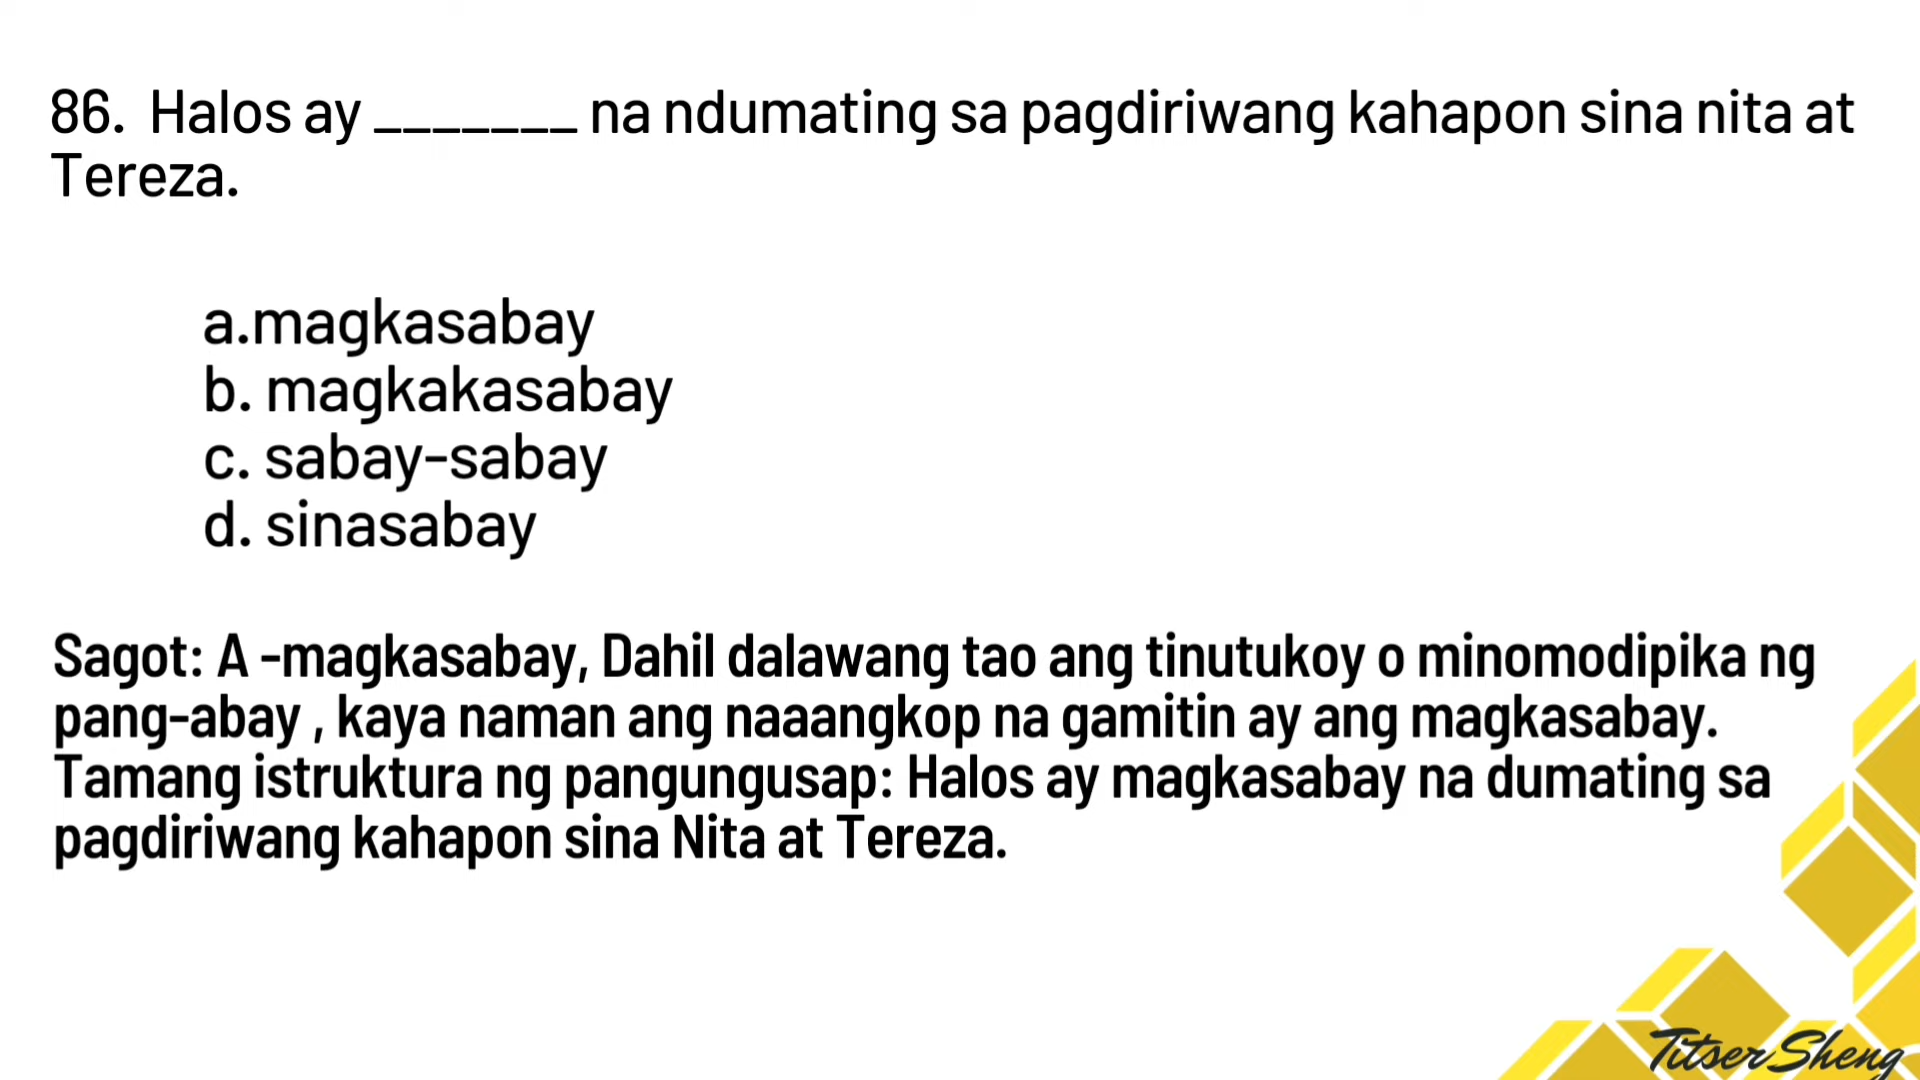 86. Halos ay _______ na ndumating sa pagdiriwang kahapon sina nita at
Tereza.
a.magkasabay
b. magkakasabay
c. sabay-sabay
d. sinasabay
Sagot: A -magkasabay, Dahil dalawang tao ang tinutukoy o minomodipika ng
pang-abay , kaya naman ang naaangkop na gamitin ay ang magkasabay.
Tamang istruktura ng pangungusap: Halos ay magkasabay na dumating sa
pagdiriwang kahapon sina Nita at Tereza.
Titser Sheng